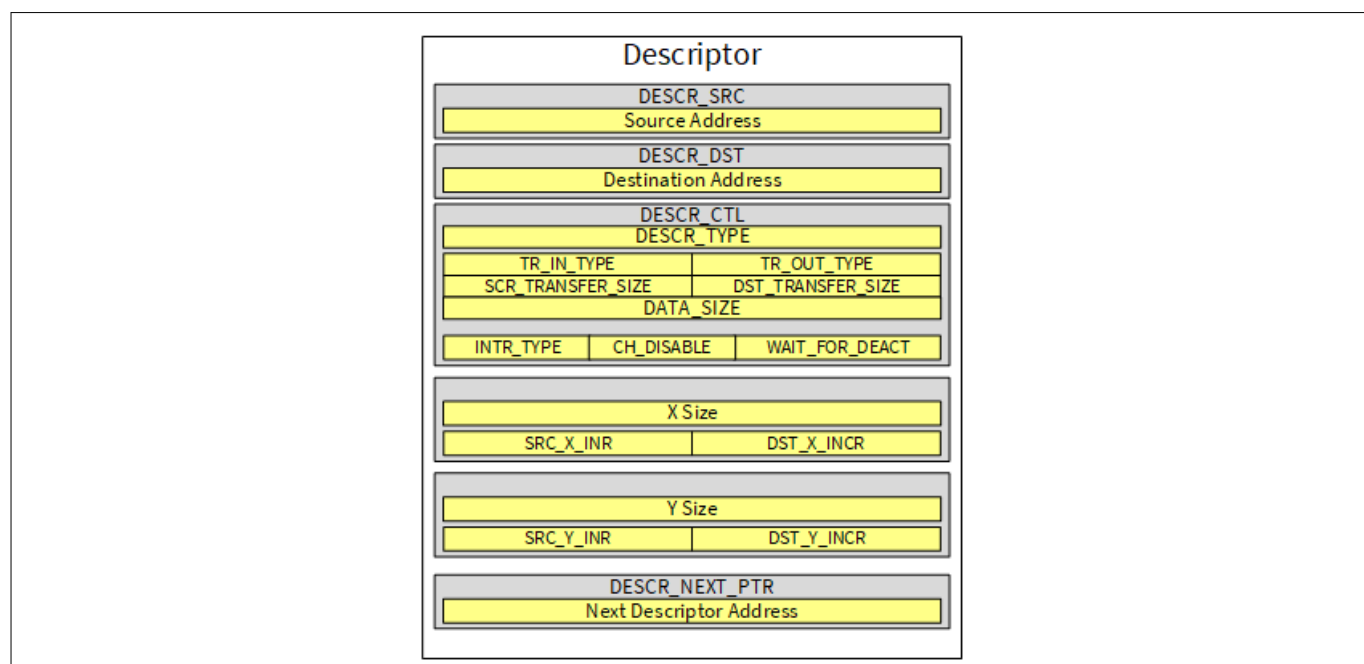 Descriptor
DESCR_SRC
Source Address
DESCR_DST
Destination Address
DESCR_CTL
DESCR_TYPE
TR_IN_TYPE TR_OUT_TYPE
SCR_TRANSFER_SIZE DST_TRANSFER_SIZE
DATA_SIZE
INTR_TYPE CH_DISABLE WAIT_FOR_DEACT
X Size
SRC_X_INR DST_X_INCR
Y Size
SRC_Y_INR DST_Y_INCR
DESCR_NEXT_PTR
Next Descriptor Address